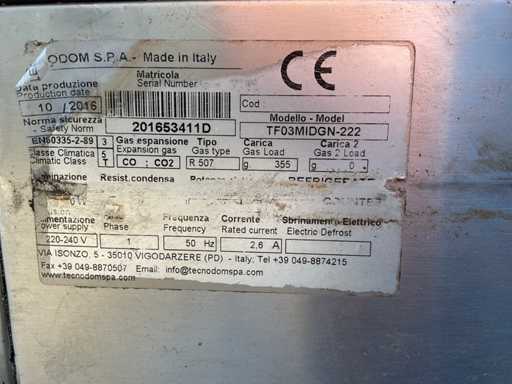 ODOM S.P.A.- Made in Italy
CE
Data produzione
Production date
Matricola
Serial Number
10 / 2016
Cod
Norma sicurezza
Safety Norm
201653411D
Modello - Model
TF03MIDGN-222
EN60335-2-89
3
Gas espansione
Expansion gas
Tipo Gas
Gas type
Carica
Gas Load
Carica 2
Gas 2 Load
Classe Climatica
Climatic Class
5
T
CO : CO2
R 507
g 355
g 0
Resist.condensa
Frequenza
Corrente
Sbrinamento Elettrico
power supply
Phase
Frequency
Rated current
Electric Defrost
220-240 V
1
50 Hz
2,6 A
VIA ISONZO, 5 - 35010 VIGODARZERE (PD) - Italy: Tel +39 049-8874215
Fax +39 049-8870507 Email: info@tecnodomspa.com
www.tecnodomspa.com